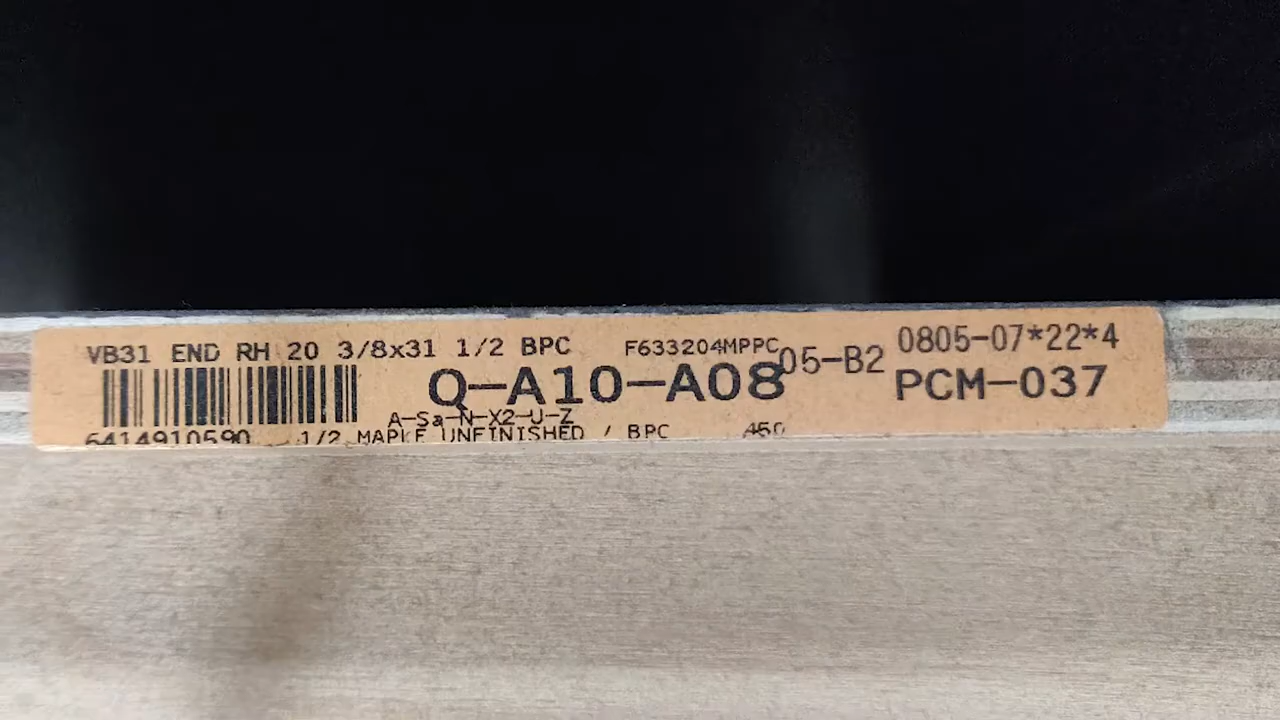 VB31 END RH 20 3/8x31 1/2 BPC F633204MPPC 05-B2 0805-07*22*4
Q-A10-A08 PCM-037
A-Sa-N-X2-U-Z
6414910590 1/2 MAPLE UNFINISHED / BPC 450